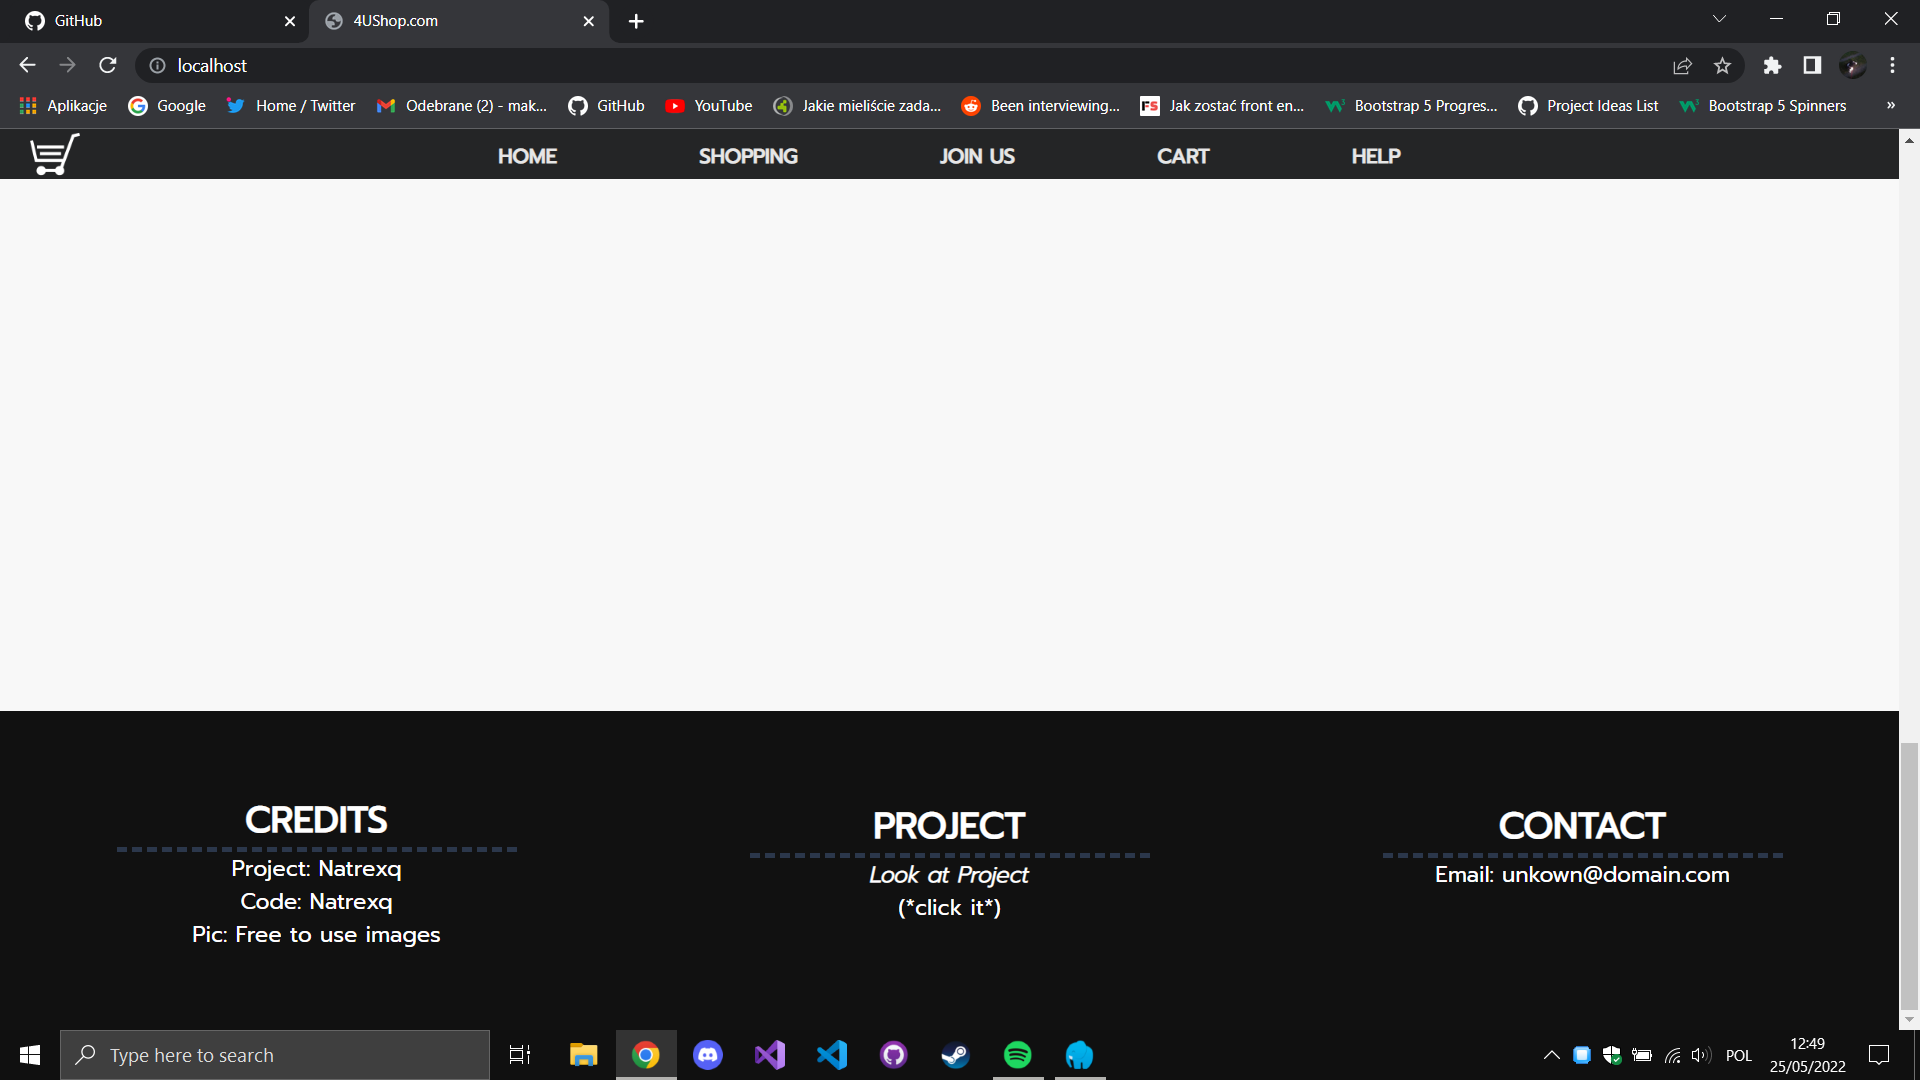 GitHub
4UShop.com
localhost
Aplikacje
Google
Home / Twitter
Odebrane (2) - mak...
GitHub
YouTube
Jakie mieliście zada...
Been interviewing...
FS
Jak zostać front en...
Bootstrap 5 Progres...
Project Ideas List
Bootstrap 5 Spinners
»
HOME
SHOPPING
JOIN US
CART
HELP
CREDITS
Project: Natrexq
Code: Natrexq
Pic: Free to use images
PROJECT
Look at Project
(*click it*)
CONTACT
Email: unkown@domain.com
Type here to search
POL
12:49
25/05/2022